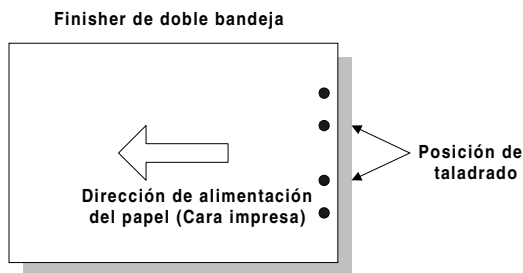 Finisher de doble bandeja
Posición de
taladrado
Dirección de alimentación
del papel (Cara impresa)